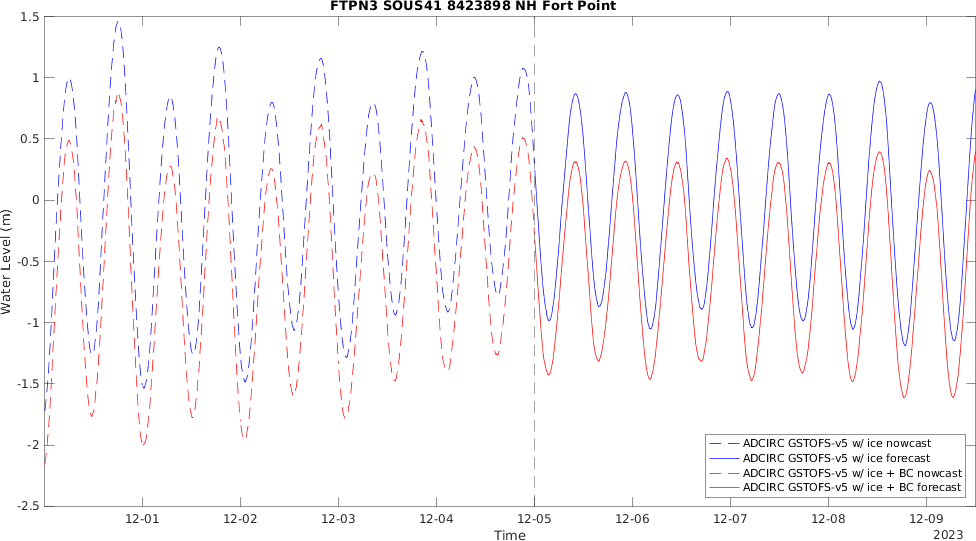 FTPN3 SOUS41 8423898 NH Fort Point
1.5
1
0.5
0
-0.5
-1
-1.5
-2
-2.5
Water Level (m)
ADCIRC GSTOFS-v5 w/ ice nowcast
ADCIRC GSTOFS-v5 w/ ice forecast
ADCIRC GSTOFS-v5 w/ ice + BC nowcast
ADCIRC GSTOFS-v5 w/ ice + BC forecast
12-01 12-02 12-03 12-04 12-05 12-06 12-07 12-08 12-09
Time
2023